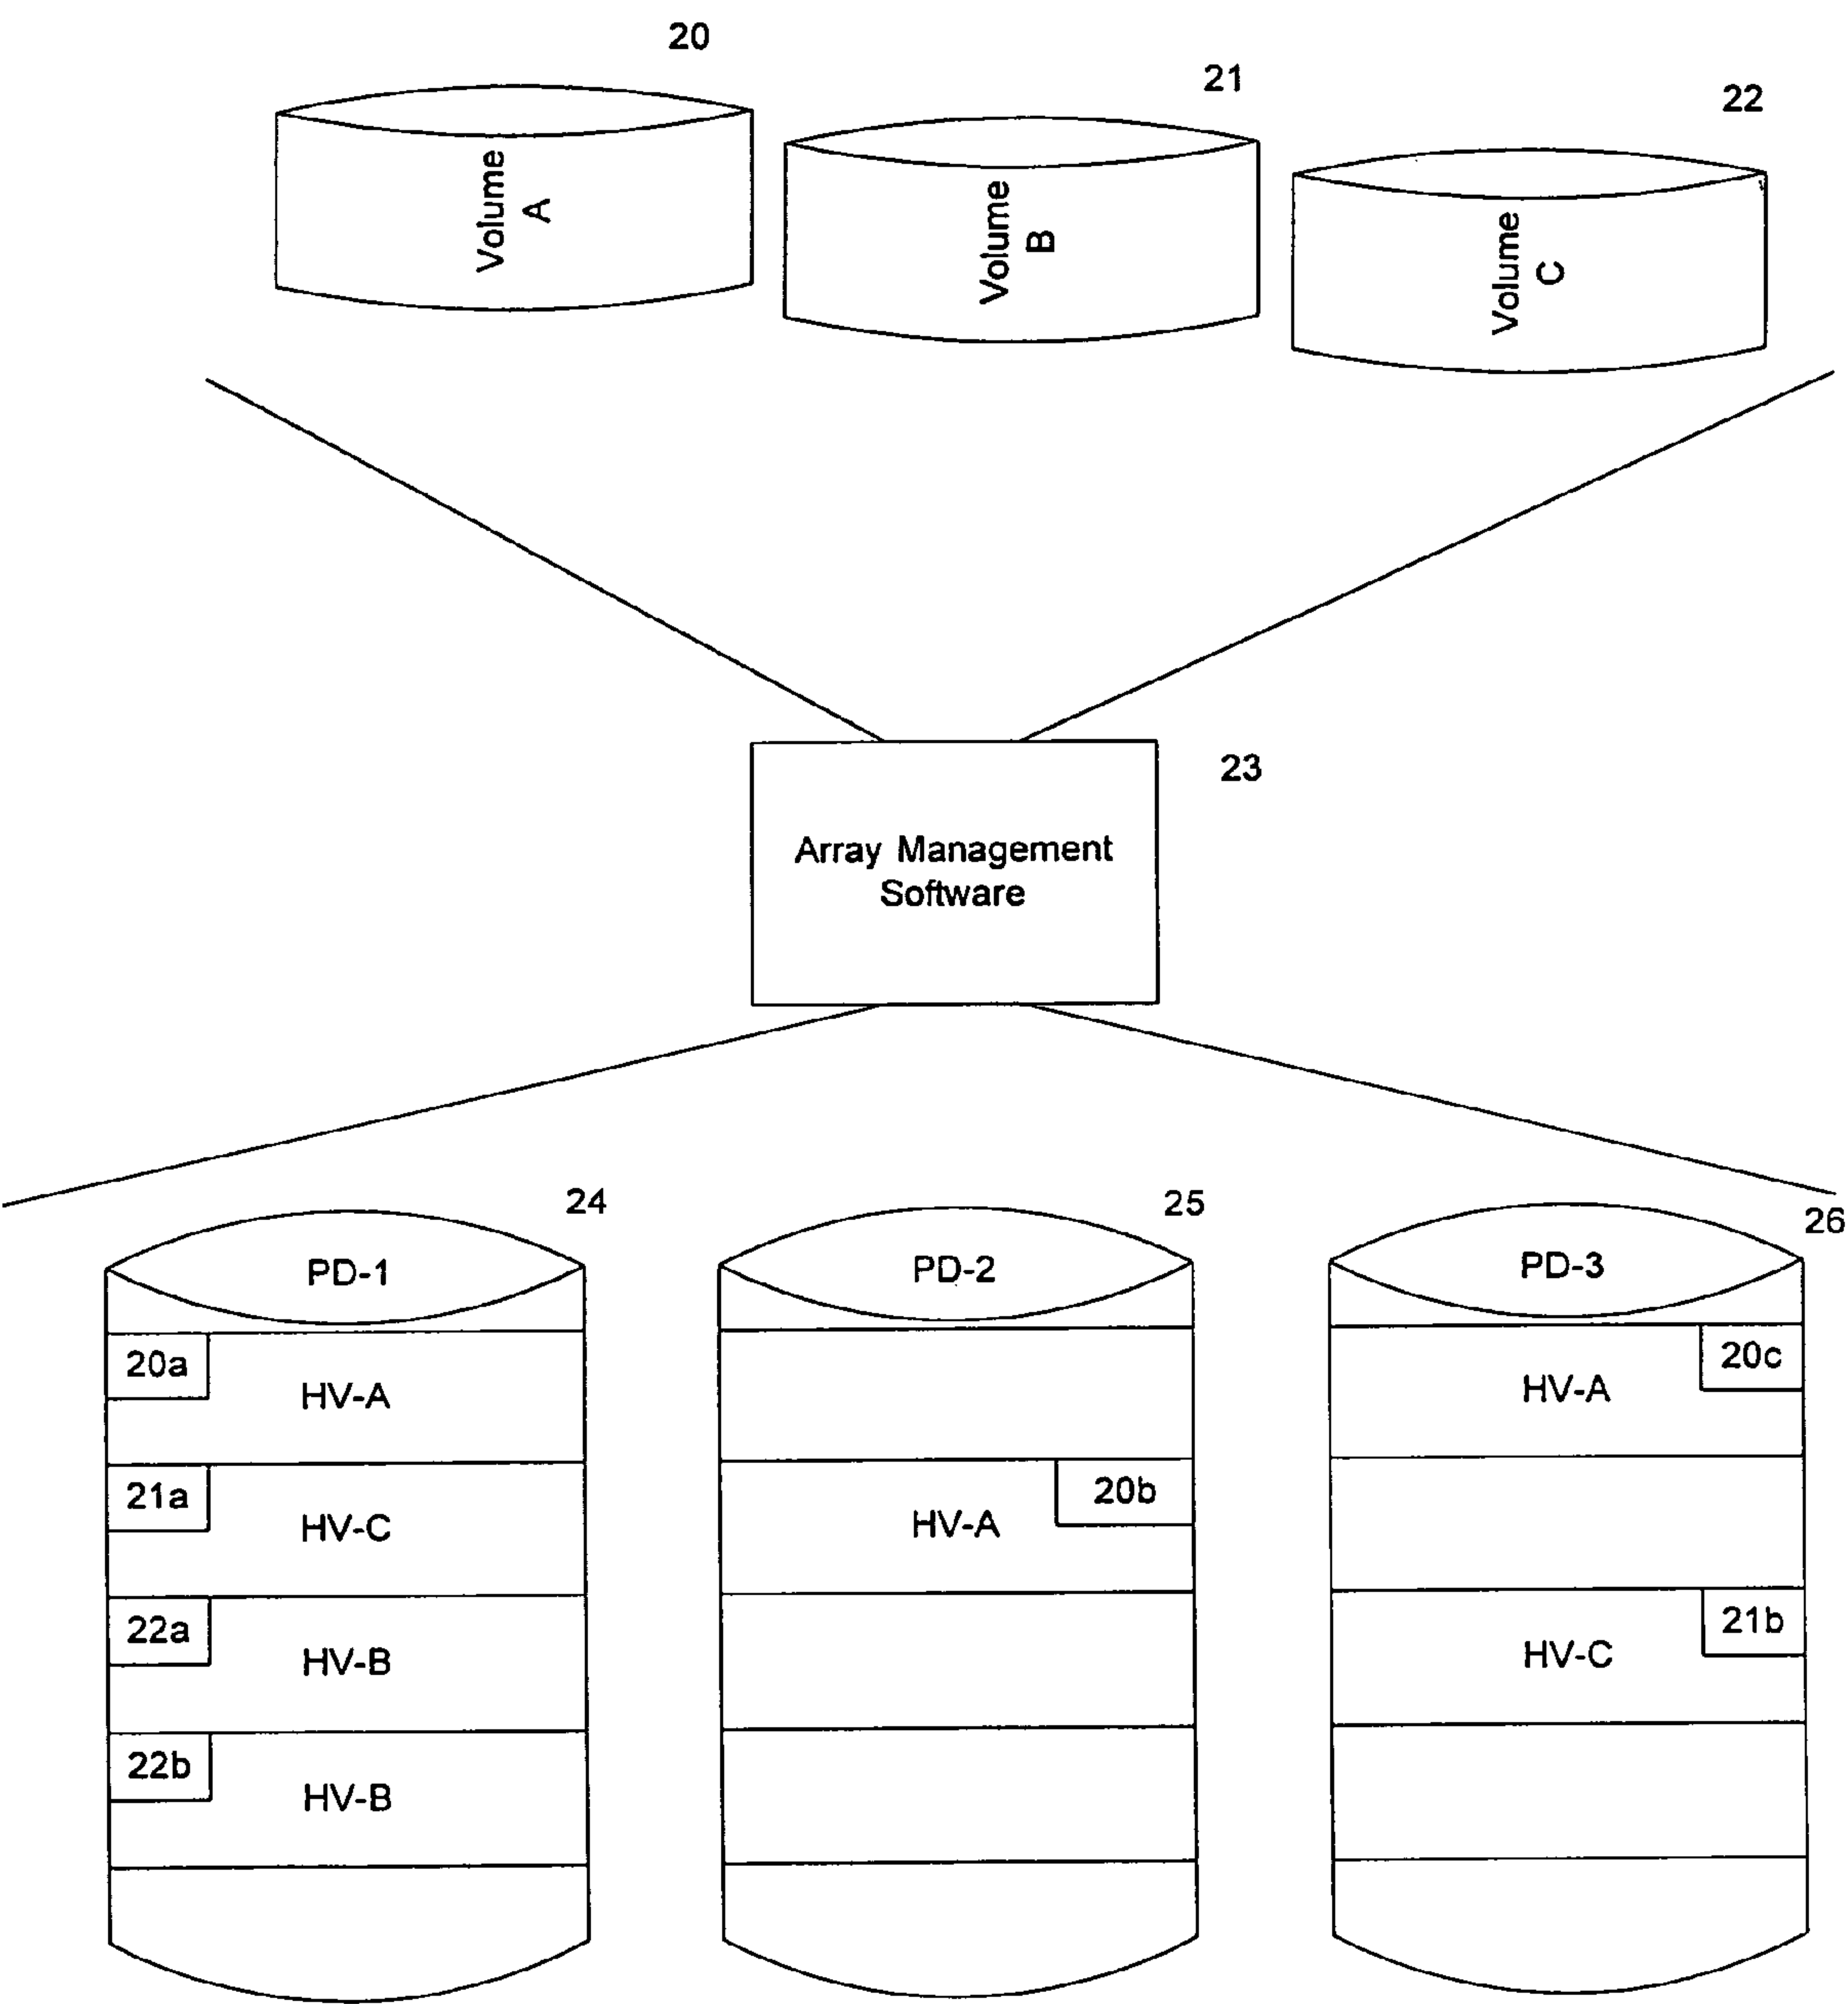 20
21
22
Volume
A
Volume
B
Volume
C
23
Array Management
Software
24
25
26
PD-1
PD-2
PD-3
20a
HV-A
HV-A
20c
21a
HV-C
HV-A
20b
22a
HV-B
HV-C
21b
22b
HV-B